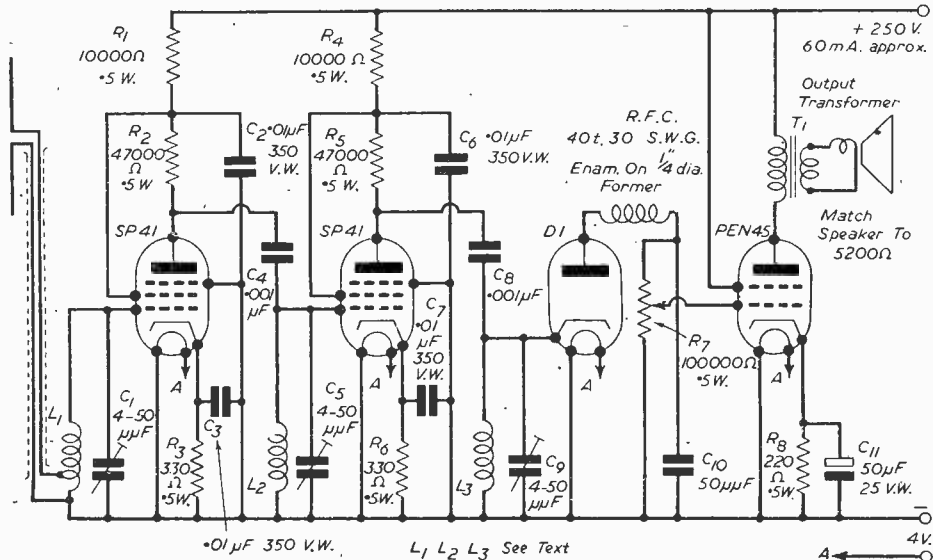 R1
10000Ω
·5 W.
R4
10000 Ω
·5 W.
+ 250 V.
60 mA. approx.
Output
Transformer
T1
R2
47000
Ω
·5 W
C2 ·01μF
350
V.W.
R5
47000
Ω
·5 W.
C6 ·01μF
350 V.W.
R.F.C.
40t, 30 S.W.G.
Enam. On 1/4" dia.
Former
SP41
C4
·001
μF
SP41
C8
·001μF
D1
PEN45
Match
Speaker To
5200Ω
C7
·01
μF
350
V.W.
R7
100000Ω
·5 W.
A
A
A
A
L1
C1
4-50
μμF
R3
330
Ω
·5W.
C3
L2
C5
4-50
μμF
R6
330
Ω
·5W.
L3
C9
4-50
μμF
C10
50μμF
R8
220
Ω
·5W.
C11
50μF
25 V.W.
−
·01μF 350 V.W.
L1 L2 L3 See Text
4V.
A